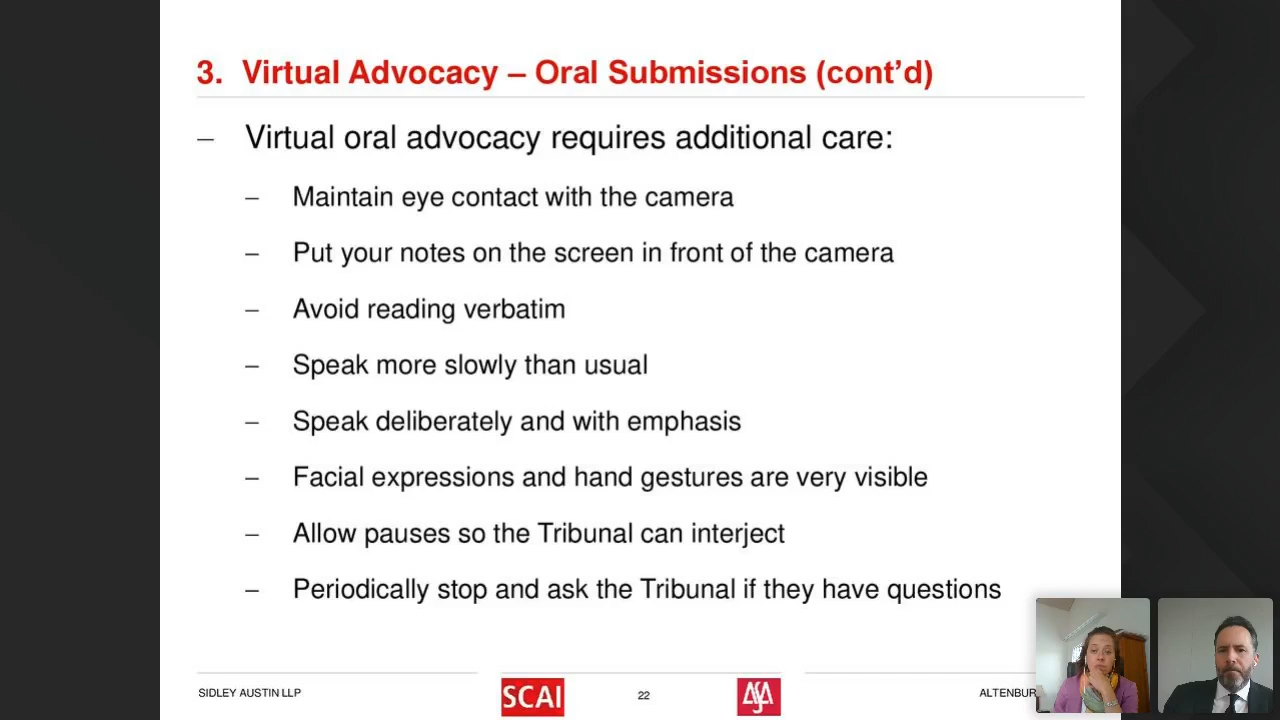 3. Virtual Advocacy – Oral Submissions (cont’d)
– Virtual oral advocacy requires additional care:
– Maintain eye contact with the camera
– Put your notes on the screen in front of the camera
– Avoid reading verbatim
– Speak more slowly than usual
– Speak deliberately and with emphasis
– Facial expressions and hand gestures are very visible
– Allow pauses so the Tribunal can interject
– Periodically stop and ask the Tribunal if they have questions
SIDLEY AUSTIN LLP
SCAI
22
ASA
ALTENBUR